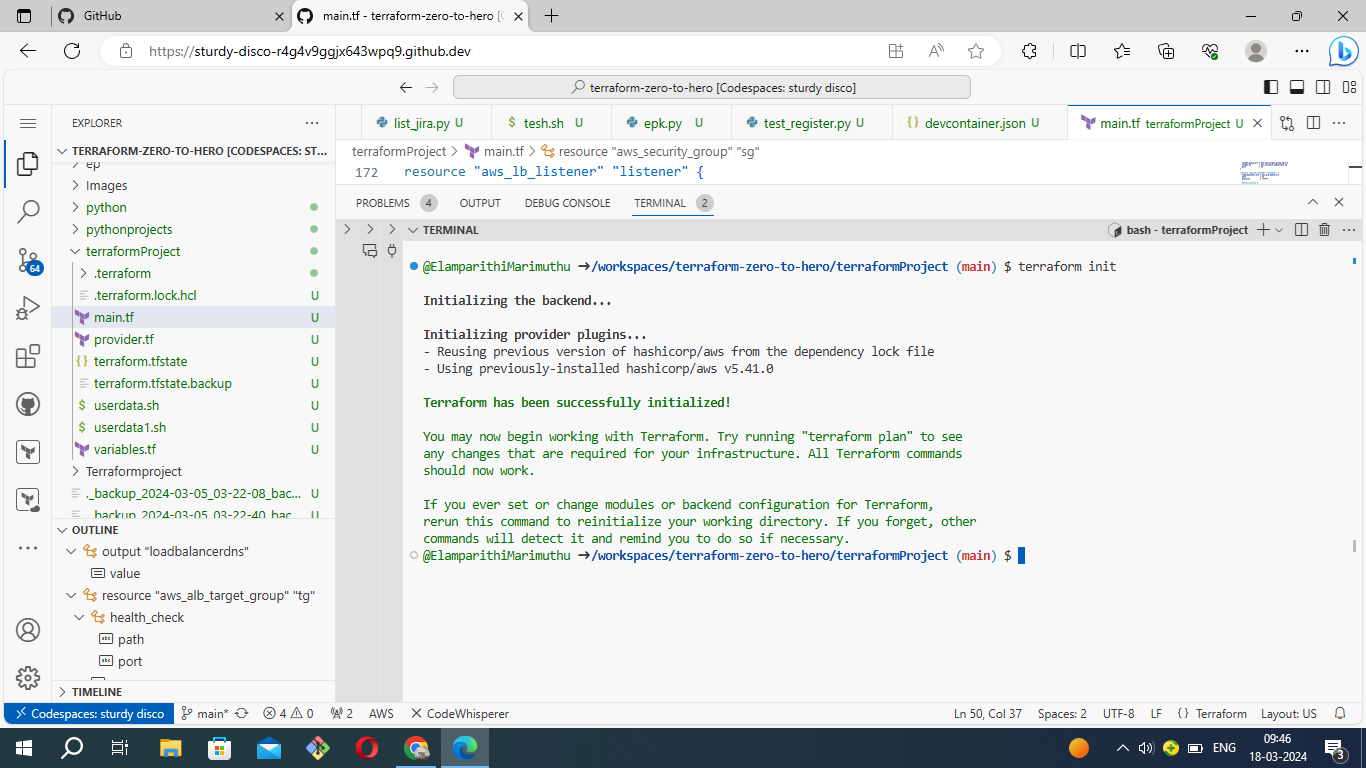 GitHub
main.tf - terraform-zero-to-hero [C
https://sturdy-disco-r4g4v9ggjx643wpq9.github.dev
terraform-zero-to-hero [Codespaces: sturdy disco]
EXPLORER
TERRAFORM-ZERO-TO-HERO [CODESPACES: ST...
ep
Images
python
pythonprojects
terraformProject
.terraform
.terraform.lock.hcl U
main.tf U
provider.tf U
{ } terraform.tfstate U
terraform.tfstate.backup U
$ userdata.sh U
$ userdata1.sh U
variables.tf U
Terraformproject
._backup_2024-03-05_03-22-08_bac... U
._backup_2024-03-05_03-22-40_bac... U
OUTLINE
output "loadbalancerdns"
value
resource "aws_alb_target_group" "tg"
health_check
abc path
abc port
TIMELINE
64
list_jira.py U
$ tesh.sh U
epk.py U
test_register.py U
{ } devcontainer.json U
main.tf terraformProject U
terraformProject > main.tf > resource "aws_security_group" "sg"
172 resource "aws_lb_listener" "listener" {
PROBLEMS 4 OUTPUT DEBUG CONSOLE TERMINAL 2
TERMINAL
bash - terraformProject
@ElamparithiMarimuthu ➜/workspaces/terraform-zero-to-hero/terraformProject (main) $ terraform init
Initializing the backend...
Initializing provider plugins...
- Reusing previous version of hashicorp/aws from the dependency lock file
- Using previously-installed hashicorp/aws v5.41.0
Terraform has been successfully initialized!
You may now begin working with Terraform. Try running "terraform plan" to see
any changes that are required for your infrastructure. All Terraform commands
should now work.
If you ever set or change modules or backend configuration for Terraform,
rerun this command to reinitialize your working directory. If you forget, other
commands will detect it and remind you to do so if necessary.
@ElamparithiMarimuthu ➜/workspaces/terraform-zero-to-hero/terraformProject (main) $
Codespaces: sturdy disco main* 4 0 2 AWS CodeWhisperer Ln 50, Col 37 Spaces: 2 UTF-8 LF { } Terraform Layout: US
ENG
09:46
18-03-2024
3